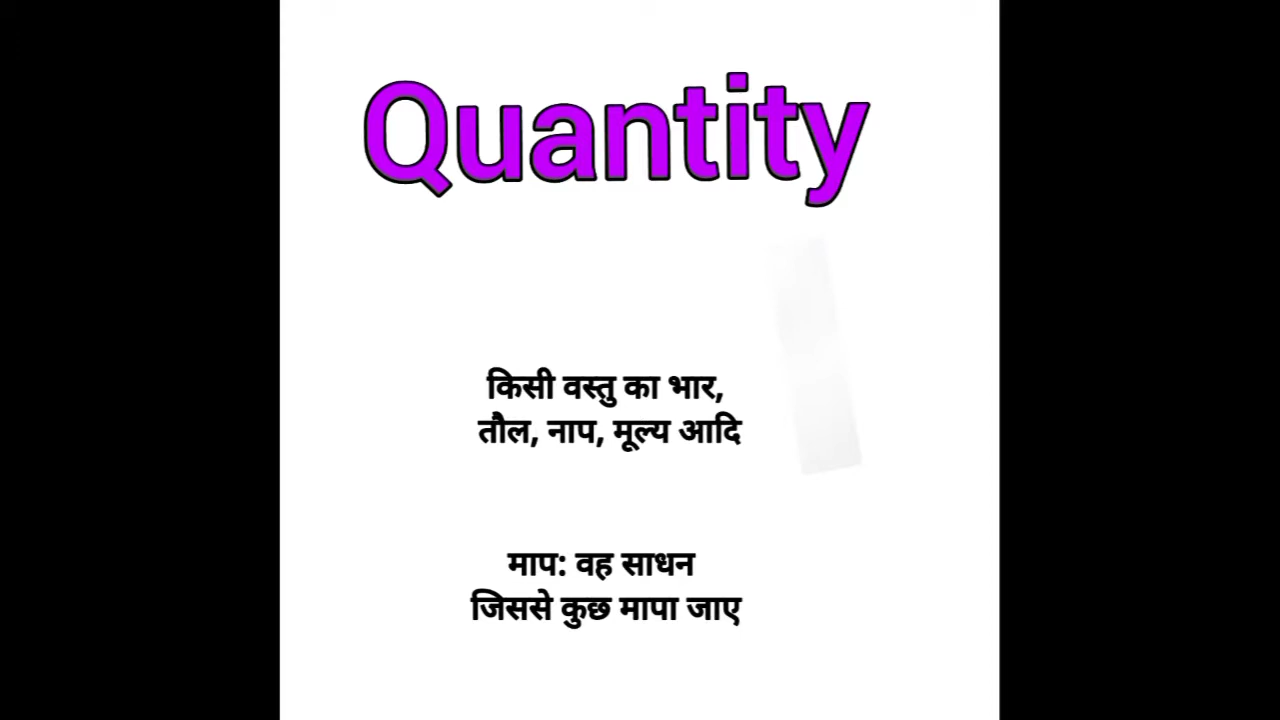 Quantity
किसी वस्तु का भार,
तौल, नाप, मूल्य आदि
माप: वह साधन
जिससे कुछ मापा जाए